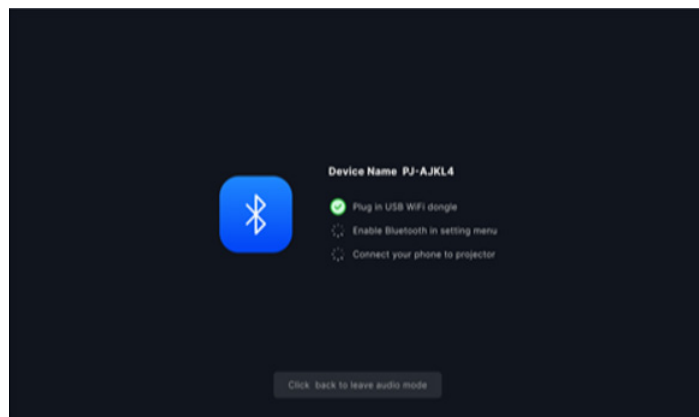 Device Name PJ-AJKL4
Plug in USB WiFi dongle
Enable Bluetooth in setting menu
Connect your phone to projector
Click back to leave audio mode